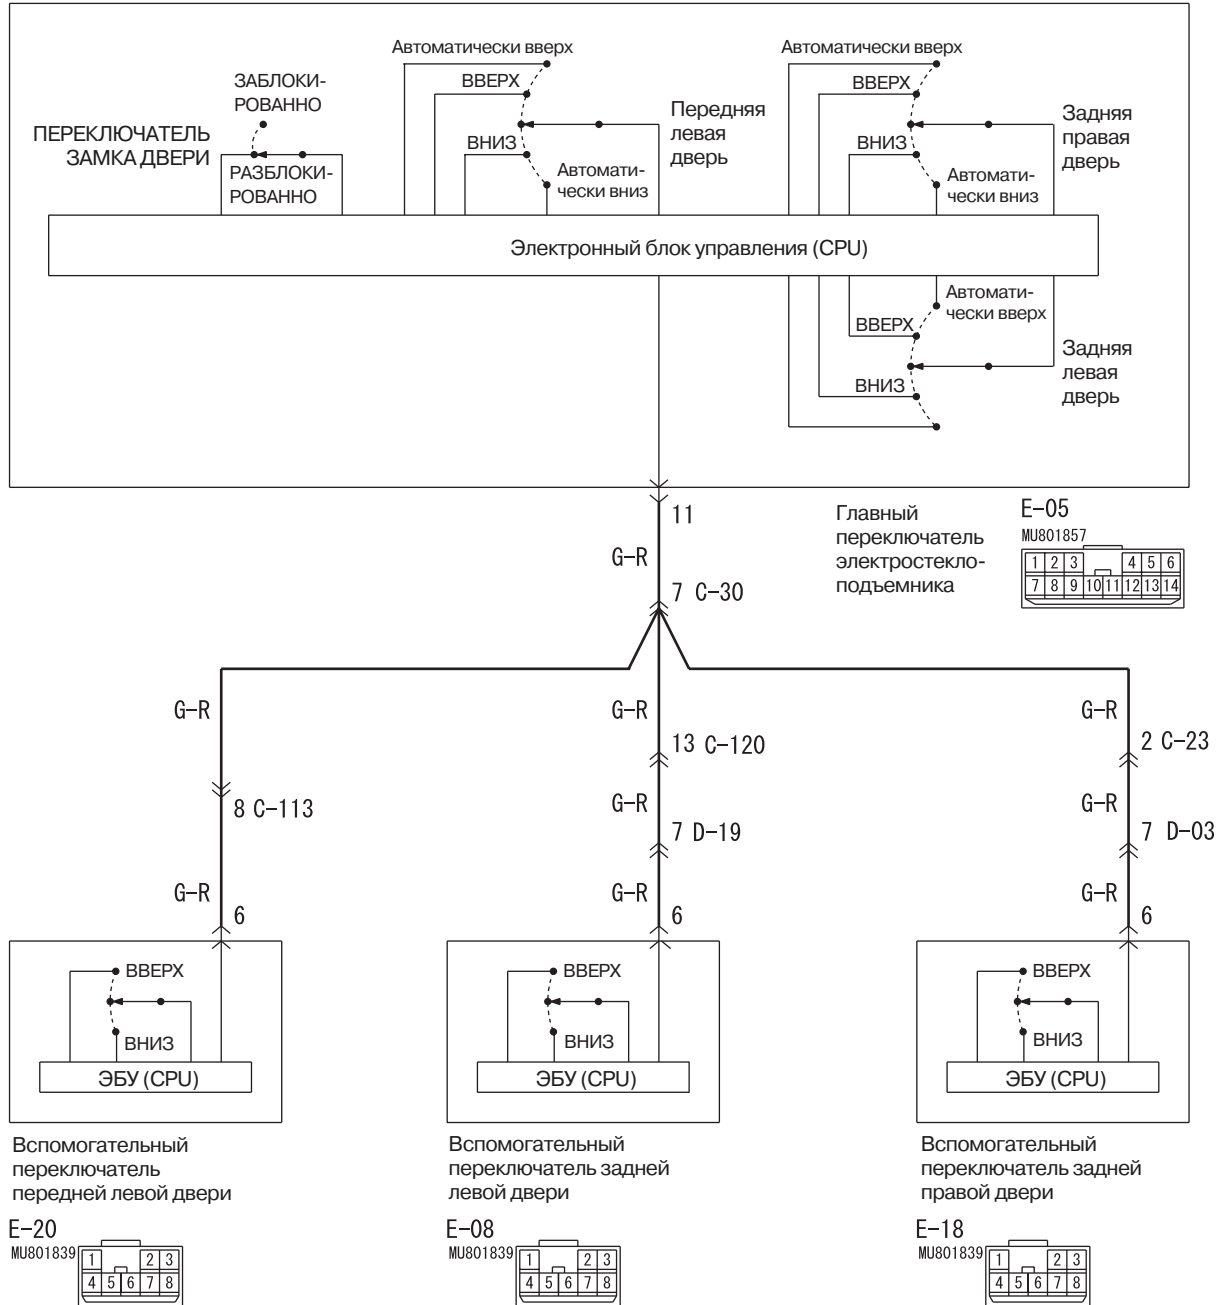 Автоматически вверх
Автоматически вверх
ЗАБЛОКИ-
РОВАННО
ВВЕРХ
ВВЕРХ
Передняя
левая
дверь
Задняя
правая
дверь
ПЕРЕКЛЮЧАТЕЛЬ
ЗАМКА ДВЕРИ
ВНИЗ
ВНИЗ
РАЗБЛОКИ-
РОВАННО
Автомати-
чески вниз
Автомати-
чески вниз
Электронный блок управления (CPU)
Автомати-
чески вверх
ВВЕРХ
Задняя
левая
дверь
ВНИЗ
11
G-R
7 C-30
Главный
переключатель
электростекло-
подъемника
E-05
MU801857
1 2 3 4 5 6
7 8 9 10 11 12 13 14
G-R
G-R
G-R
13 C-120
2 C-23
8 C-113
G-R
G-R
7 D-19
7 D-03
G-R
G-R
G-R
6
6
6
ВВЕРХ
ВНИЗ
ЭБУ (CPU)
ВВЕРХ
ВНИЗ
ЭБУ (CPU)
ВВЕРХ
ВНИЗ
ЭБУ (CPU)
Вспомогательный
переключатель
передней левой двери
E-20
MU801839
1 2 3
4 5 6 7 8
Вспомогательный
переключатель задней
левой двери
E-08
MU801839
1 2 3
4 5 6 7 8
Вспомогательный
переключатель задней
правой двери
E-18
MU801839
1 2 3
4 5 6 7 8